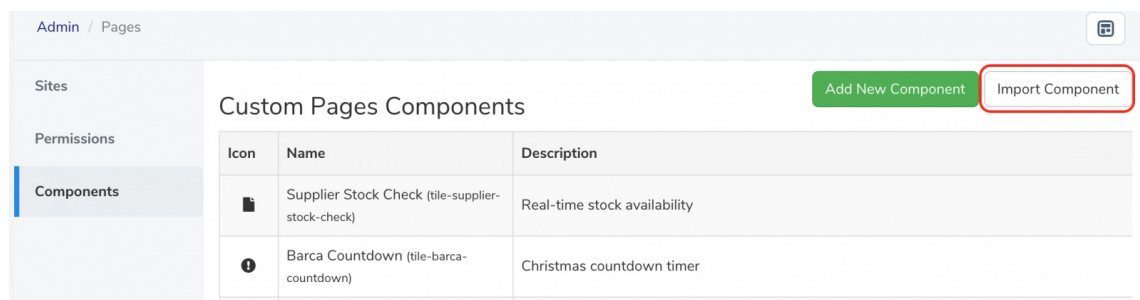 Admin / Pages
Sites
Permissions
Components
Custom Pages Components
Add New Component
Import Component
Icon Name Description
Supplier Stock Check (tile-supplier-
stock-check)
Real-time stock availability
Barca Countdown (tile-barca-
countdown)
Christmas countdown timer